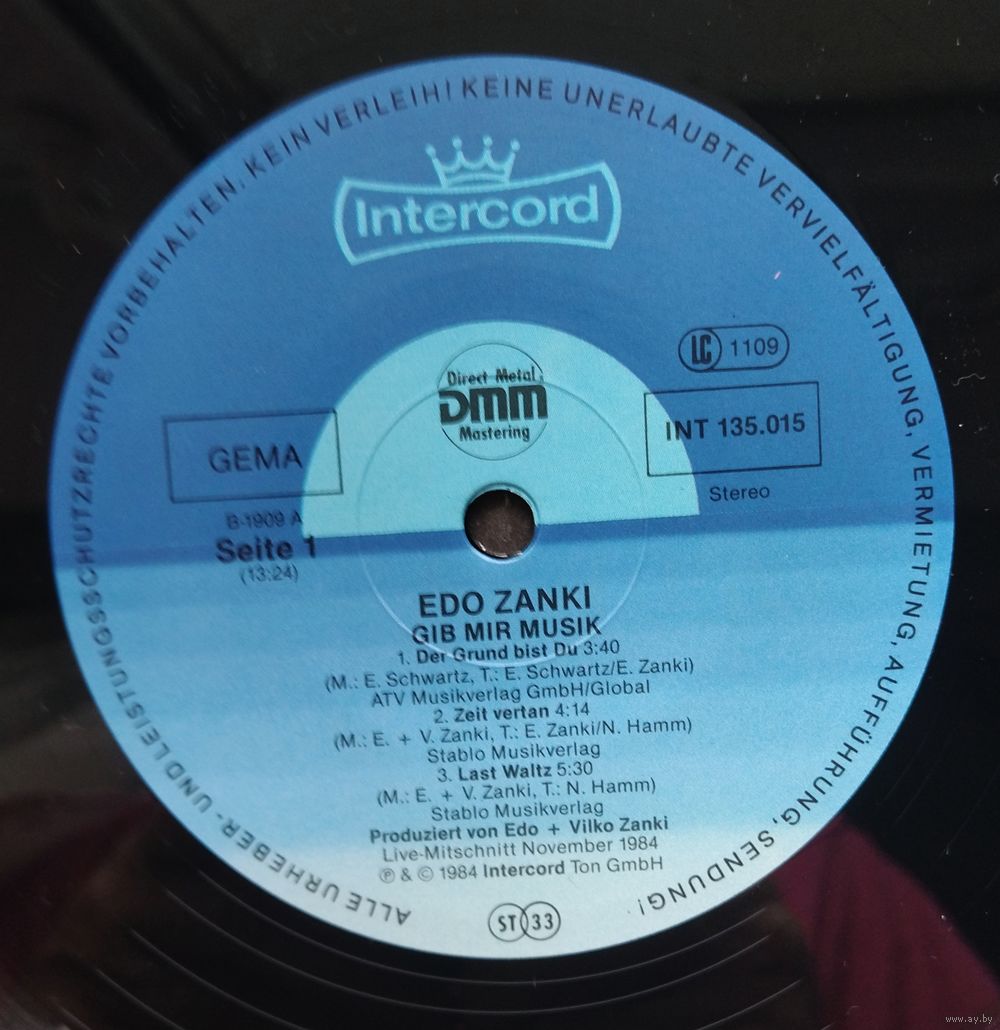 ALLE URHEBER- UND LEISTUNGSSCHUTZRECHTE VORBEHALTEN. KEIN VERLEIH! KEINE UNERLAUBTE VERVIELFÄLTIGUNG, VERMIETUNG, AUFFÜHRUNG, SENDUNG!
Intercord
LC 1109
Direct Metal
DMM
Mastering
GEMA
INT 135.015
Stereo
B-1909 A
Seite 1
(13:24)
EDO ZANKI
GIB MIR MUSIK
1. Der Grund bist Du 3:40
(M.: E. Schwartz, T.: E. Schwartz/E. Zanki)
ATV Musikverlag GmbH/Global
2. Zeit vertan 4:14
(M.: E. + V. Zanki, T.: E. Zanki/N. Hamm)
Stablo Musikverlag
3. Last Waltz 5:30
(M.: E. + V. Zanki, T.: N. Hamm)
Stablo Musikverlag
Produziert von Edo + Vilko Zanki
Live-Mitschnitt November 1984
℗ & © 1984 Intercord Ton GmbH
ST 33
www.ay.by